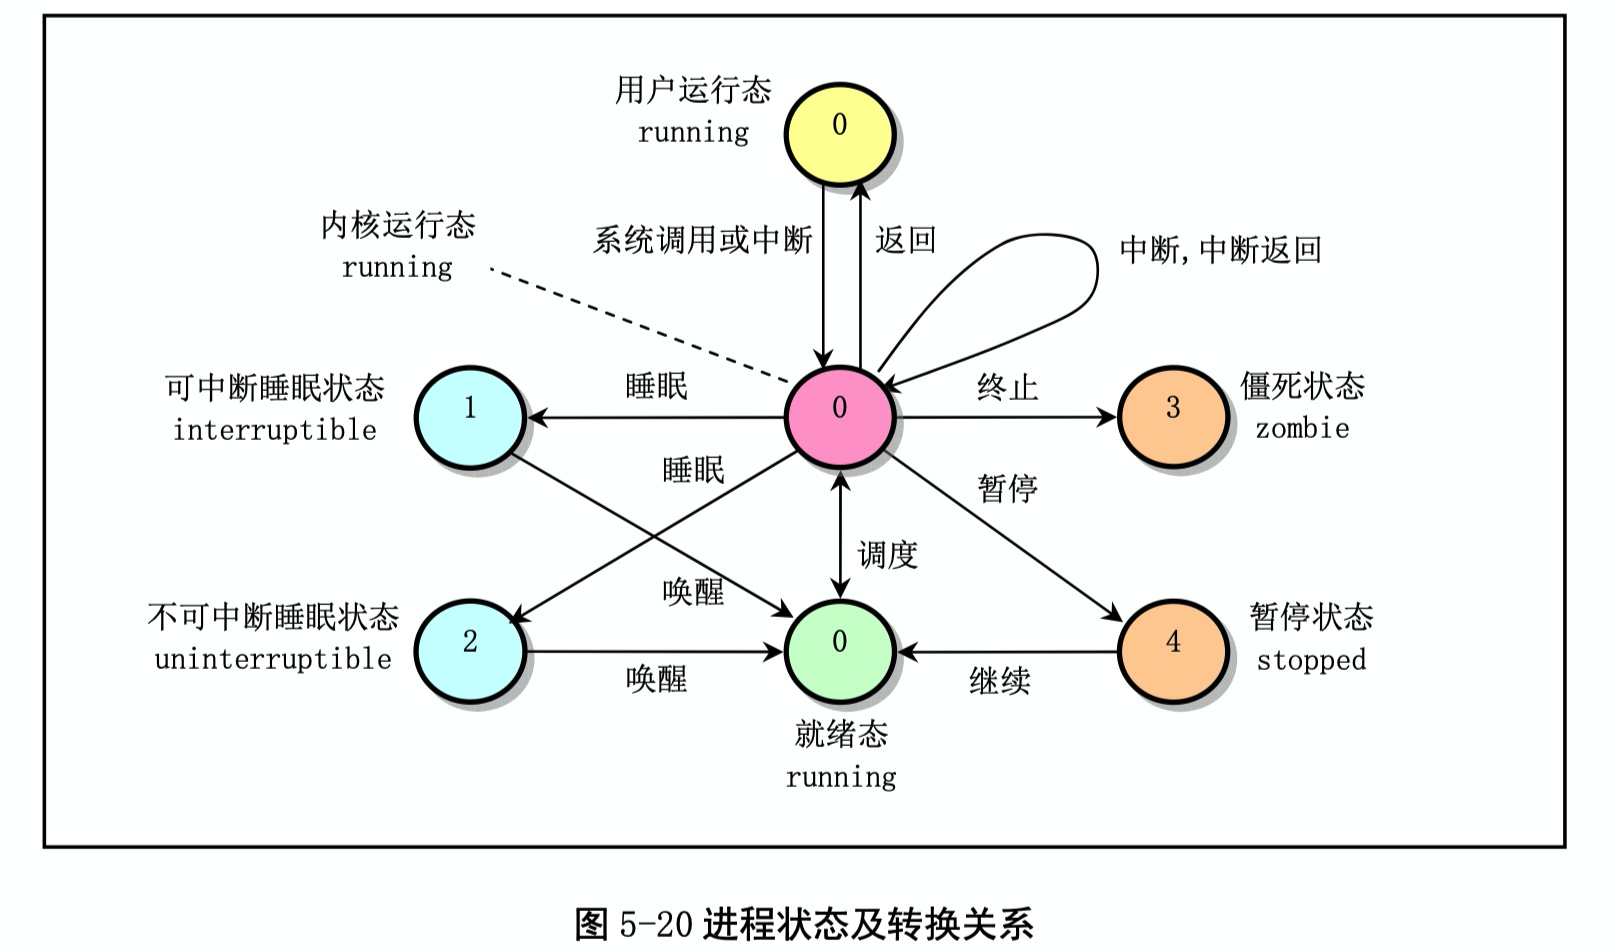 用户运行态
running
0
内核运行态
running
系统调用或中断
返回
中断,中断返回
可中断睡眠状态
interruptible
1
睡眠
0
终止
3
僵死状态
zombie
睡眠
暂停
调度
唤醒
不可中断睡眠状态
uninterruptible
2
唤醒
0
继续
4
暂停状态
stopped
就绪态
running
图 5-20 进程状态及转换关系